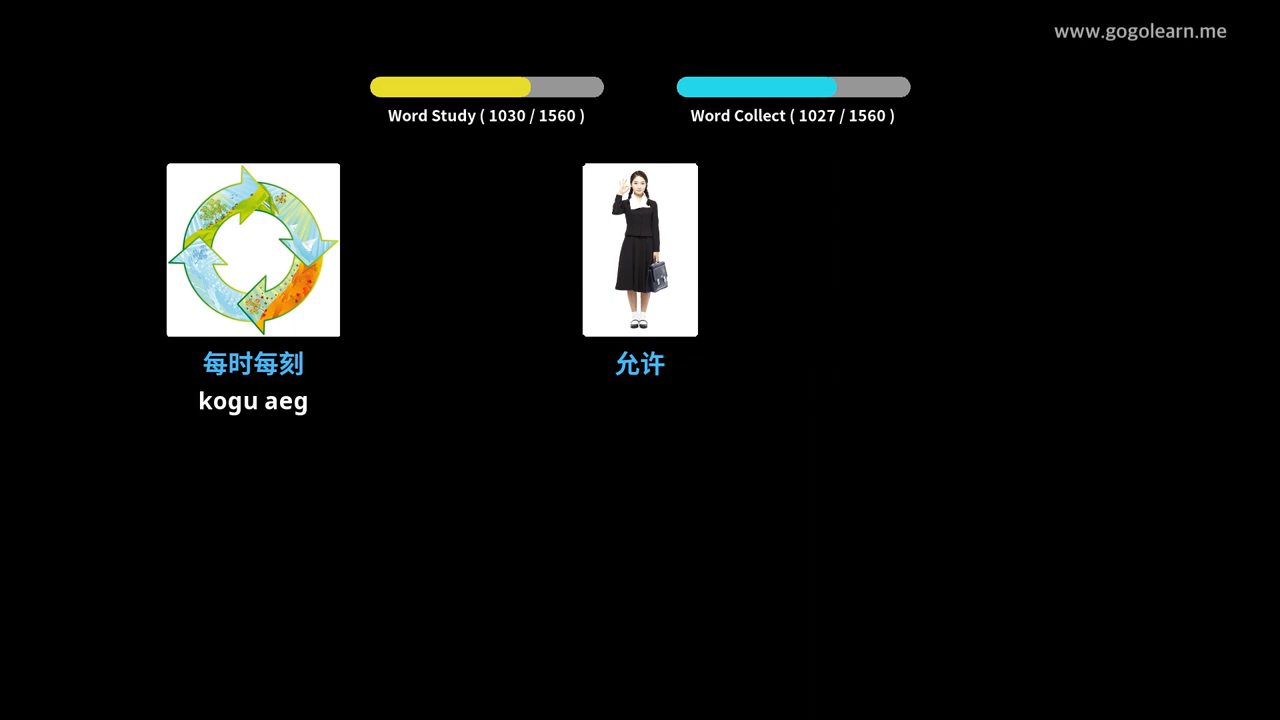 www.gogolearn.me
Word Study ( 1030 / 1560 )
Word Collect ( 1027 / 1560 )
每时每刻
kogu aeg
允许